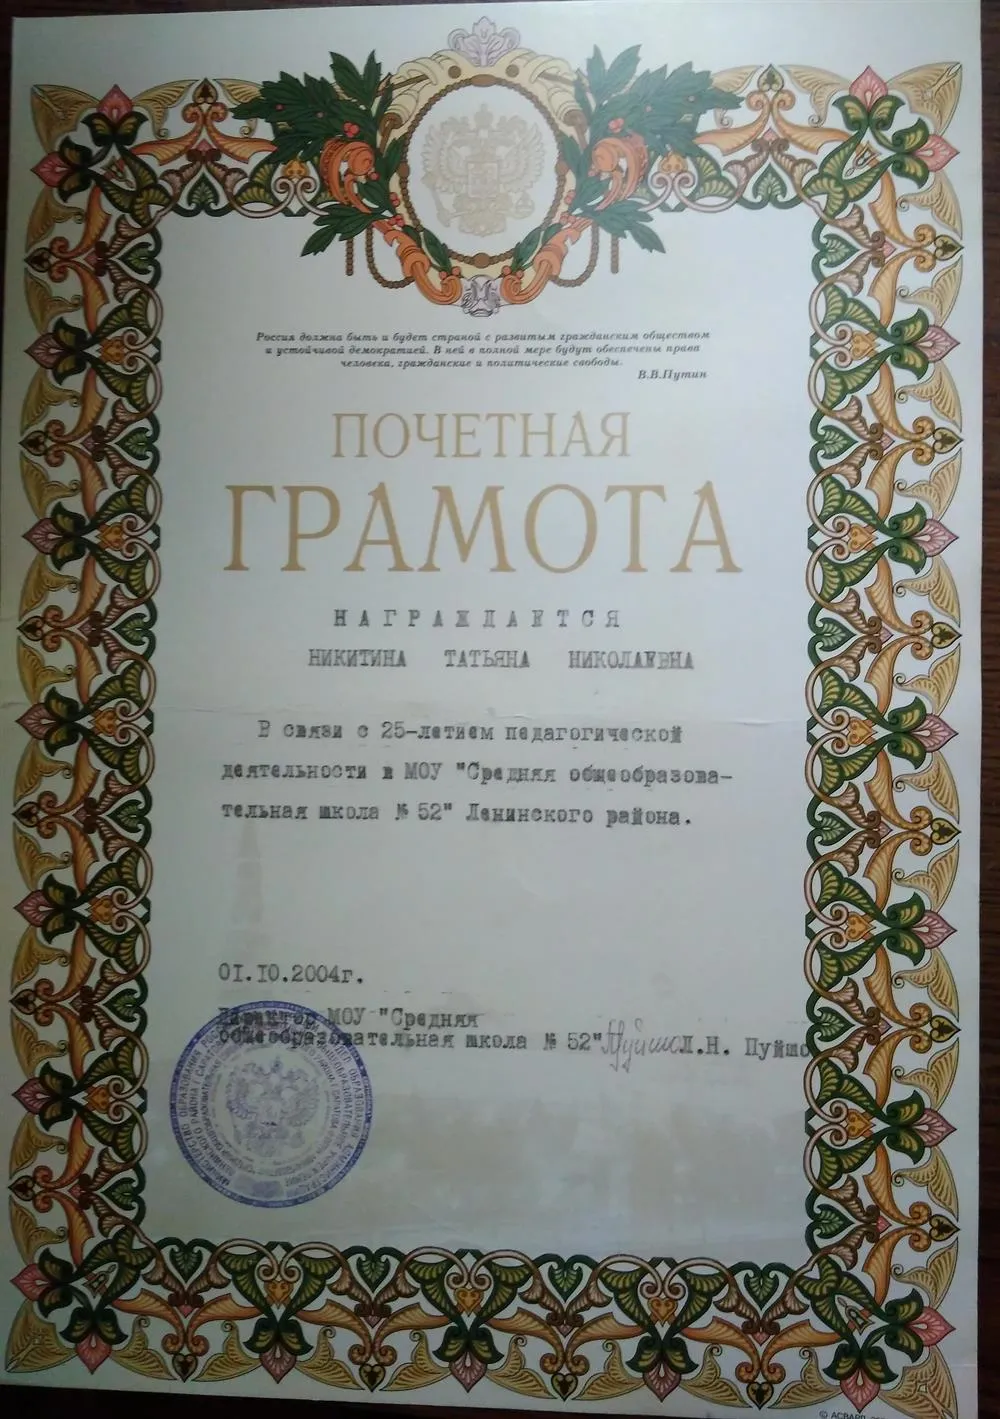 Россия должна быть и будет страной с развитым гражданским обществом
и устойчивой демократией. В ней в полной мере будут обеспечены права
человека, гражданские и политические свободы.
В.В.Путин
ПОЧЕТНАЯ
ГРАМОТА
НАГРАЖДАЕТСЯ
НИКИТИНА ТАТЬЯНА НИКОЛАЕВНА
В связи с 25-летием педагогической
деятельности в МОУ "Средняя общеобразова-
тельная школа № 52" Ленинского района.
01.10.2004г.
Директор МОУ "Средняя
общеобразовательная школа № 52" Л.Н. Пуйшо